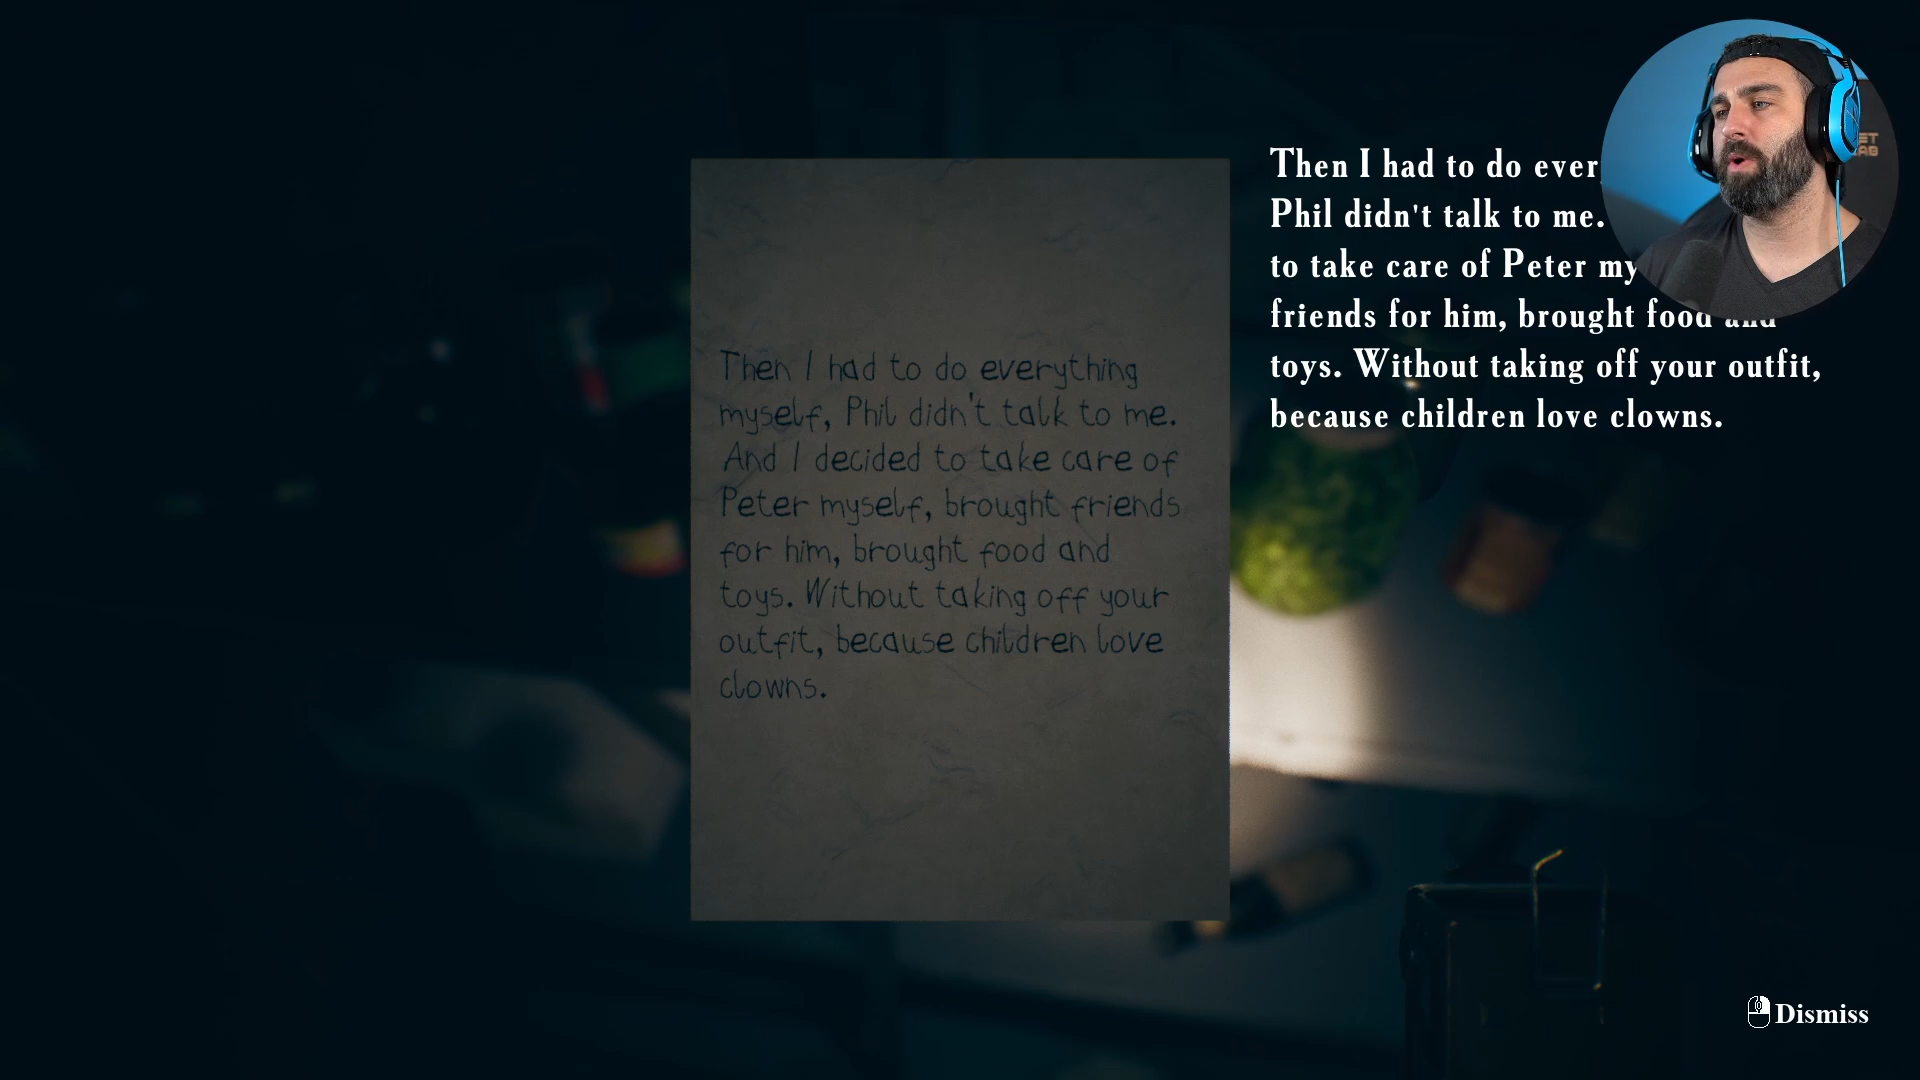 Then I had to do everything
myself, Phil didn't talk to me.
And I decided to take care of
Peter myself, brought friends
for him, brought food and
toys. Without taking off your
outfit, because children love
clowns.
Then I had to do
Phil didn't talk to me.
to take care of Peter
friends for him, brought food and
toys. Without taking off your outfit,
because children love clowns.
Dismiss